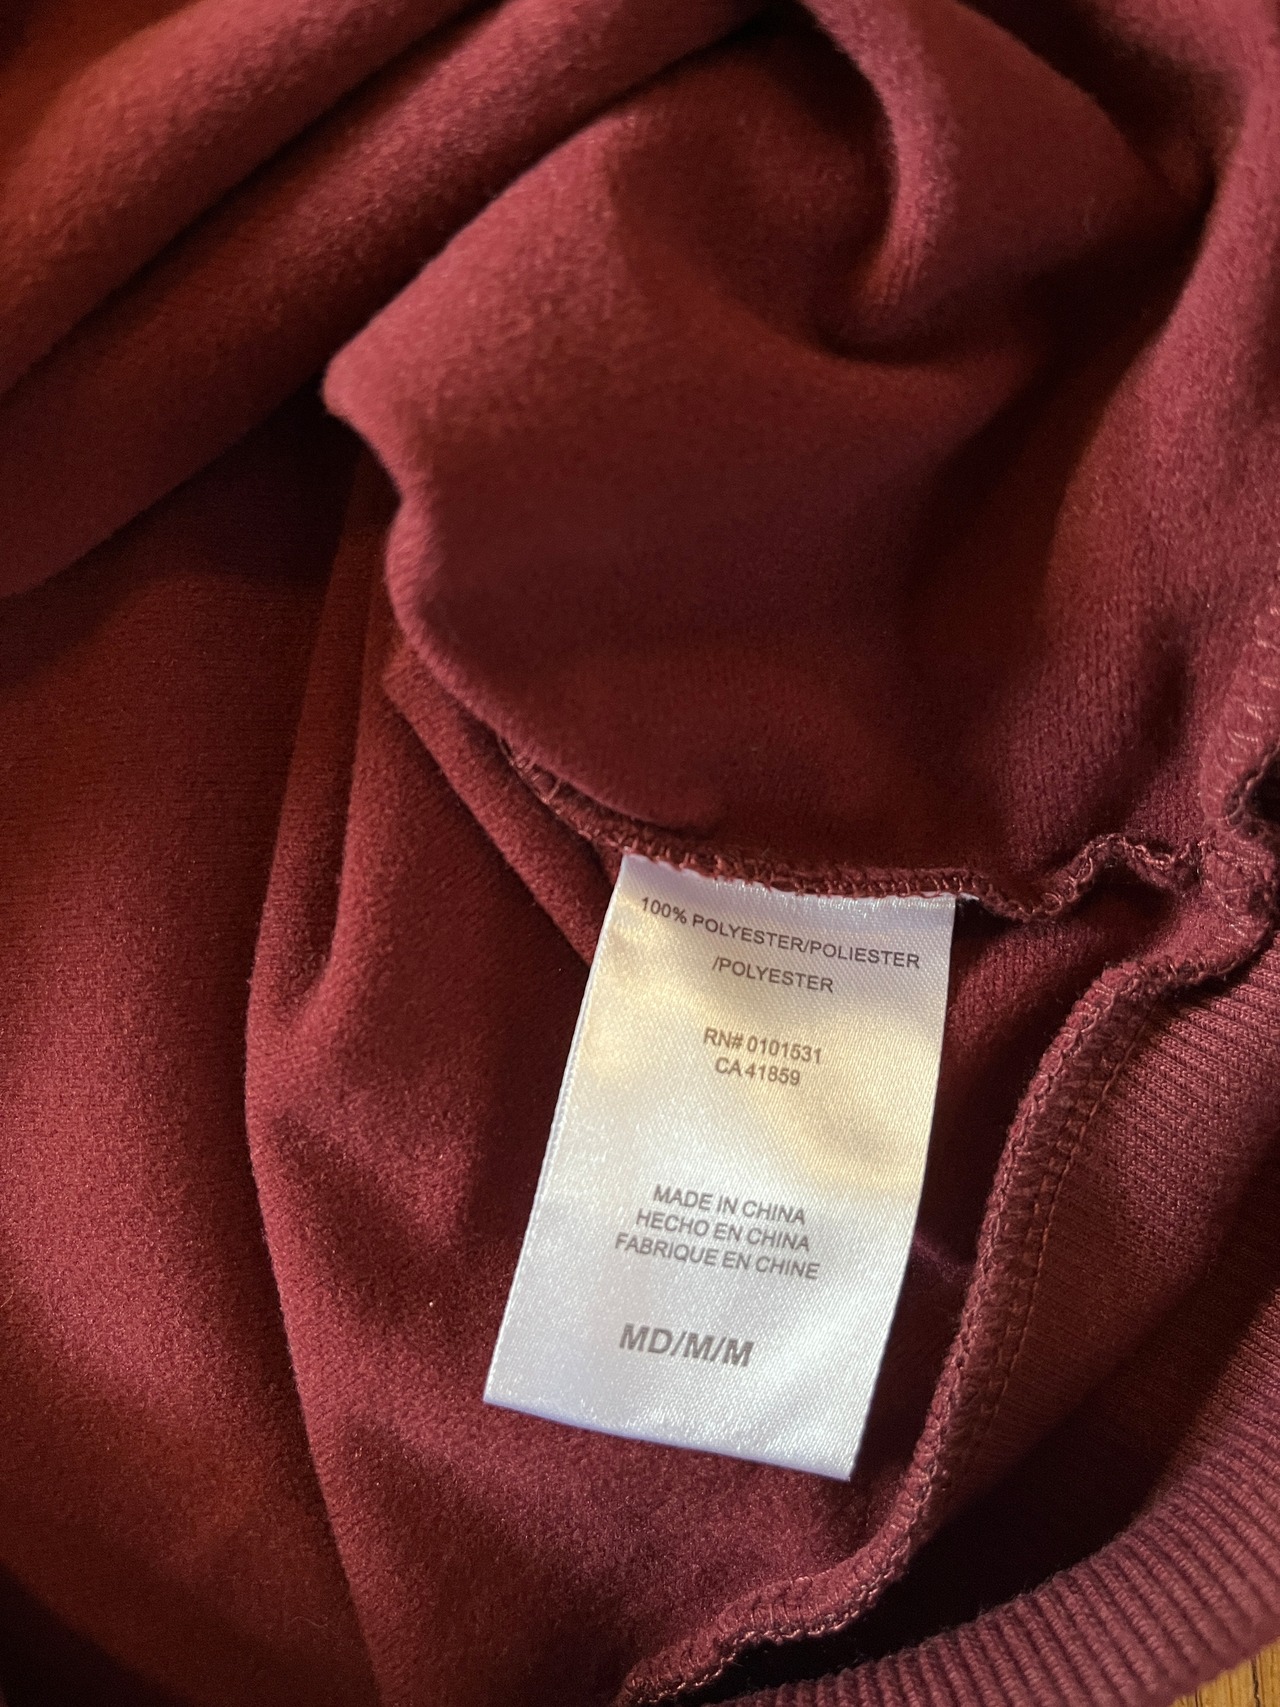 100% POLYESTER/POLIESTER
/POLYESTER
RN# 0101531
CA 41859
MADE IN CHINA
HECHO EN CHINA
FABRIQUE EN CHINE
MD/M/M